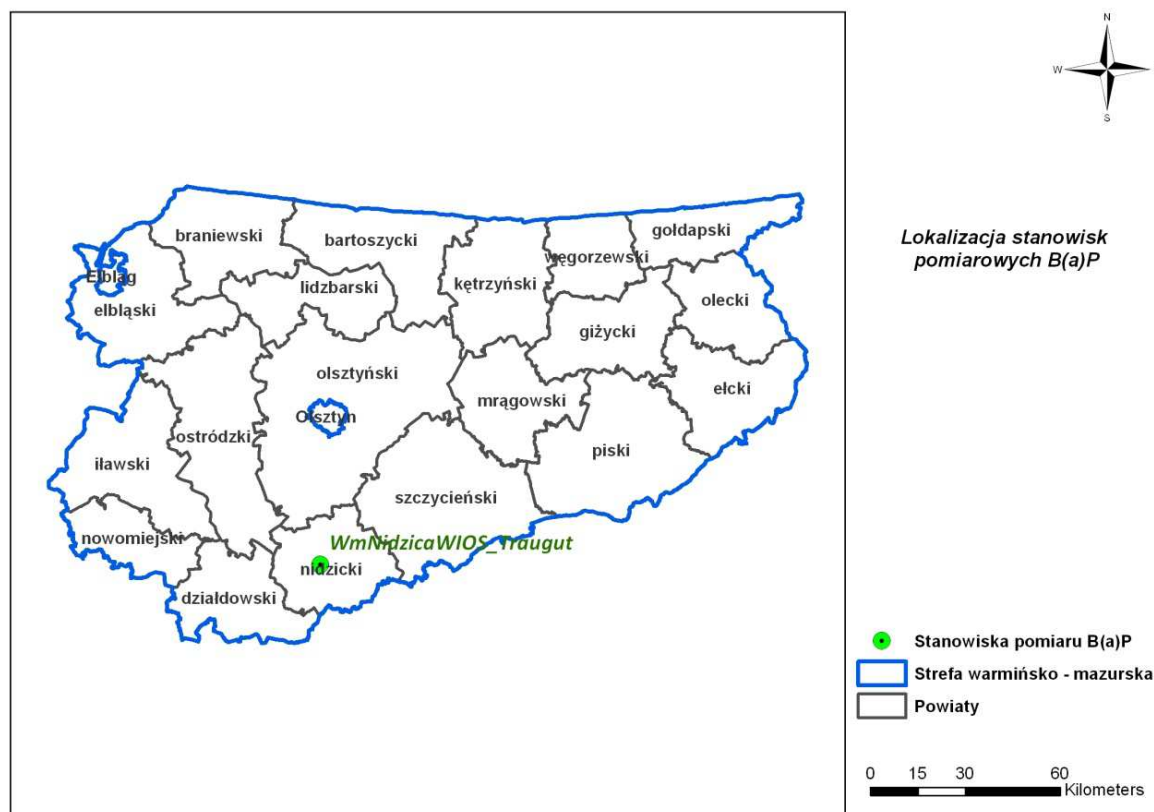 N
W
S
Lokalizacja stanowisk
pomiarowych B(a)P
braniewski
bartoszycki
gołdapski
węgorzewski
Elbląg
lidzbarski
kętrzyński
elbląski
olecki
giżycki
olsztyński
ełcki
mrągowski
Olsztyn
ostródzki
iławski
piski
szczycieński
nowomiejski
WmNidzicaWIOS_Traugut
nidzicki
działdowski
Stanowiska pomiaru B(a)P
Strefa warmińsko - mazurska
Powiaty
0 15 30 60
Kilometers